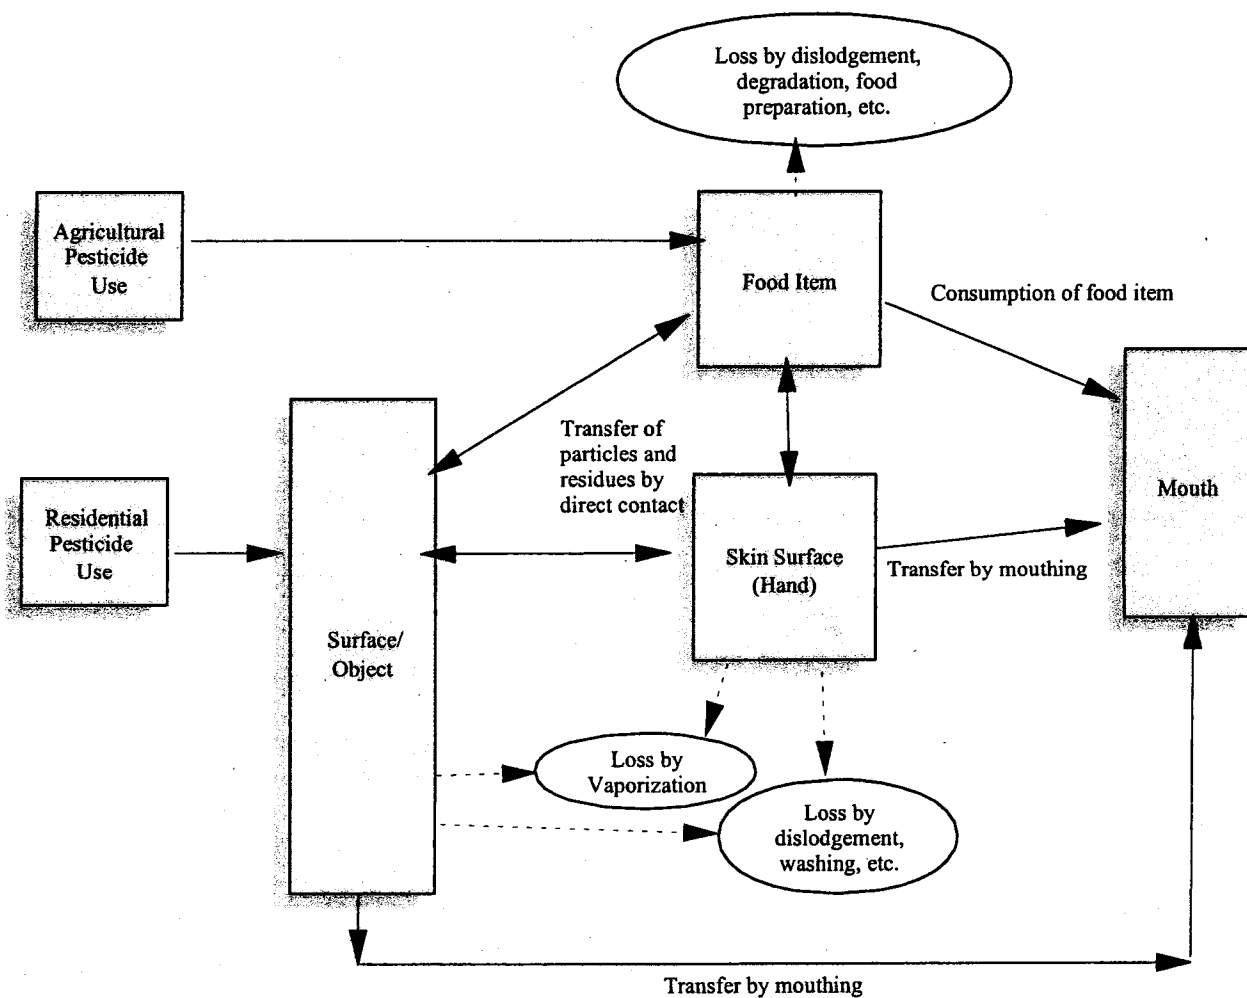 Loss by dislodgement,
degradation, food
preparation, etc.
Agricultural
Pesticide
Use
Food Item
Consumption of food item
Transfer of
particles and
residues by
direct contact
Mouth
Residential
Pesticide
Use
Skin Surface
(Hand)
Transfer by mouthing
Surface/
Object
Loss by
Vaporization
Loss by
dislodgement,
washing, etc.
Transfer by mouthing